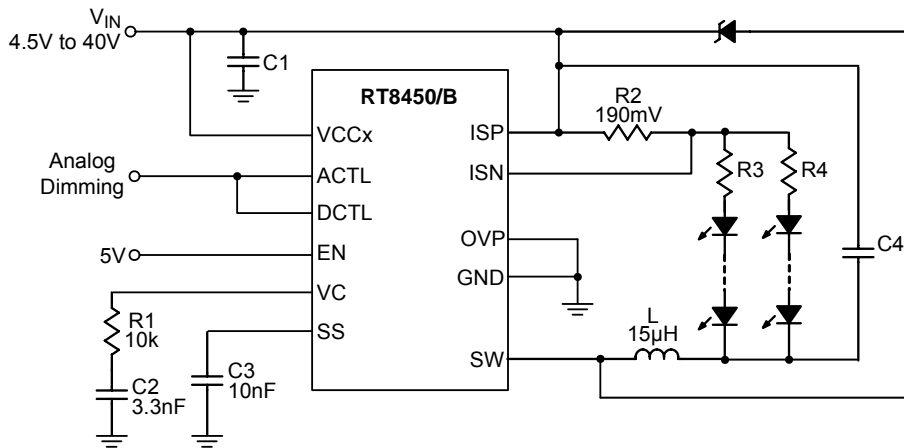 VIN
4.5V to 40V
C1
RT8450/B
VCCx
ISP
R2
190mV
Analog
Dimming
ACTL
ISN
R3
R4
DCTL
5V
EN
OVP
C4
GND
VC
R1
10k
SS
L
15µH
C3
10nF
SW
C2
3.3nF